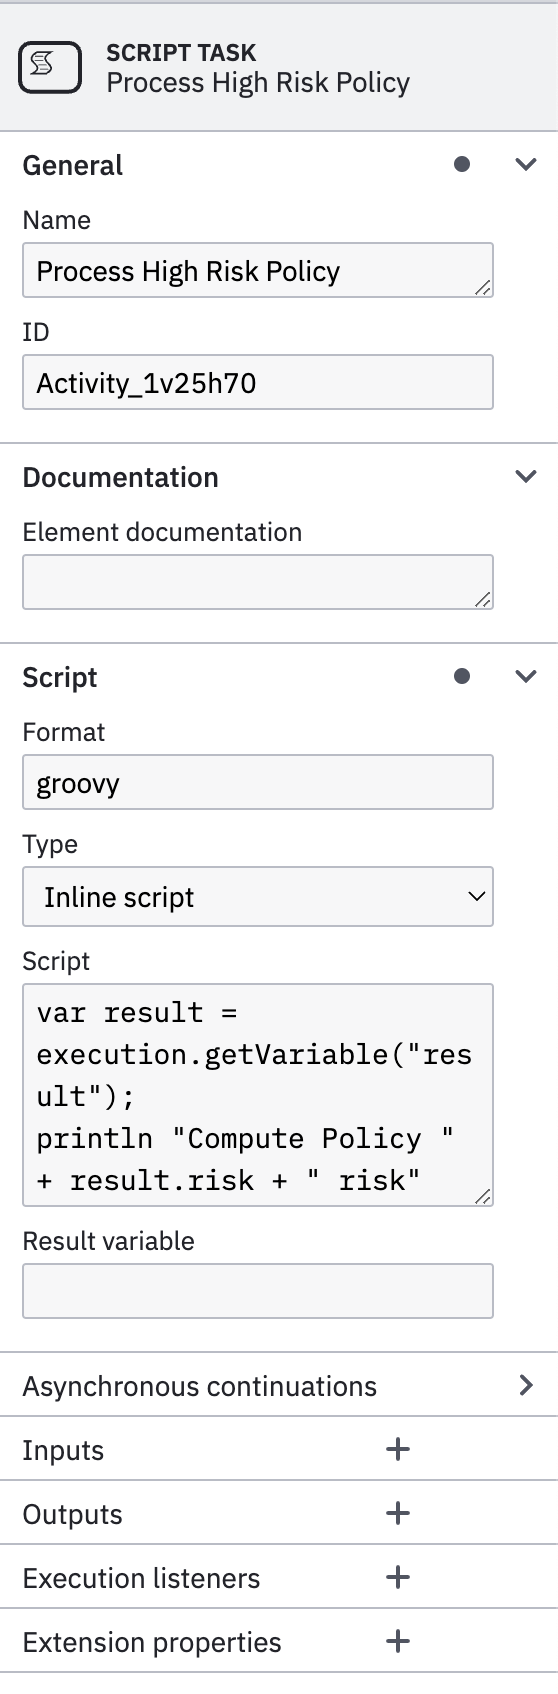 SCRIPT TASK
Process High Risk Policy
General
Name
Process High Risk Policy
ID
Activity_1v25h70
Documentation
Element documentation
Script
Format
groovy
Type
Inline script
Script
var result =
execution.getVariable("res
ult");
println "Compute Policy "
+ result.risk + " risk"
Result variable
Asynchronous continuations
Inputs
Outputs
Execution listeners
Extension properties